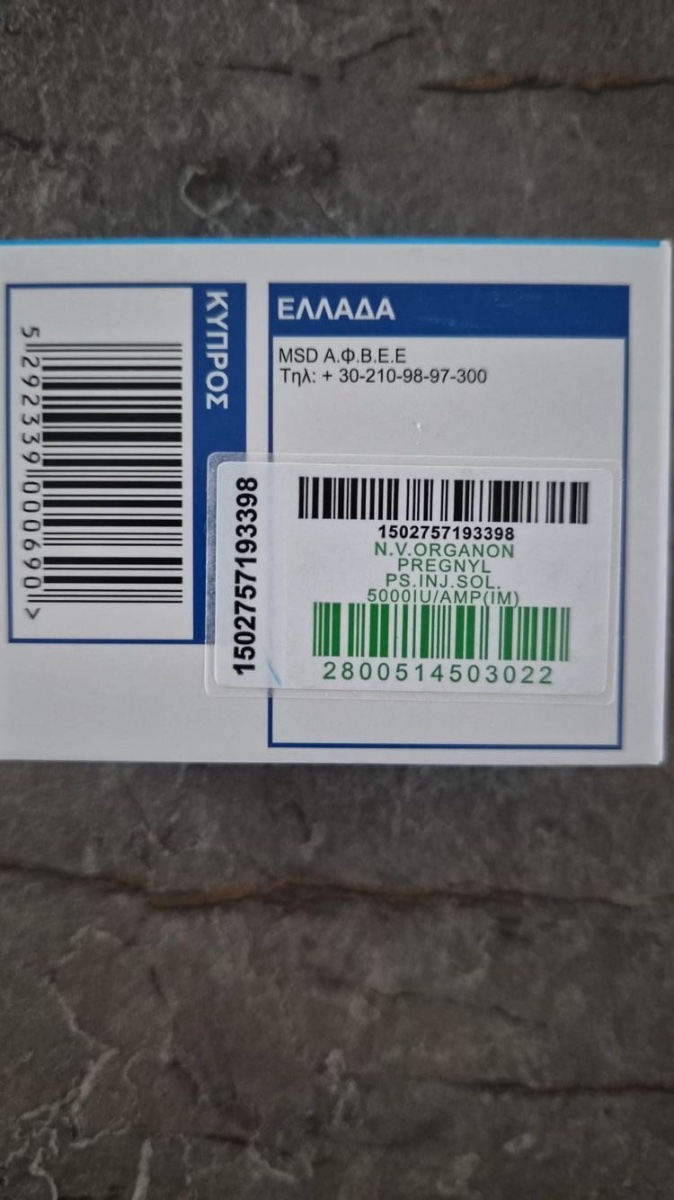 ΕΛΛΑΔΑ
MSD Α.Φ.Β.Ε.Ε
Τηλ: + 30-210-98-97-300
ΚΥΠΡΟΣ
5 292339 000690 >
1502757193398
1502757193398
N.V.ORGANON
PREGNYL
PS.INJ.SOL.
5000IU/AMP(IM)
2800514503022